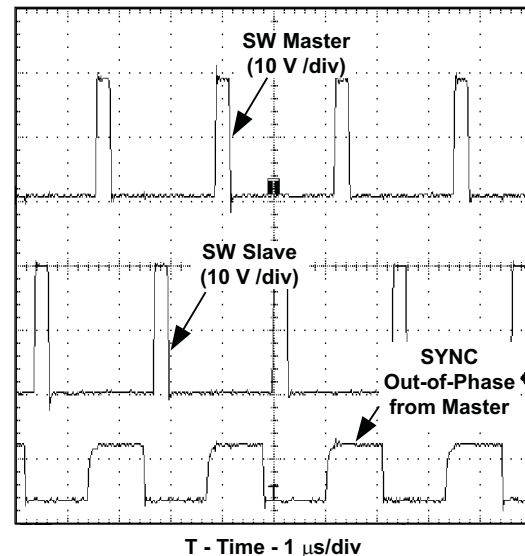 SW Master
(10 V /div)
SW Slave
(10 V /div)
SYNC
Out-of-Phase
from Master
T - Time - 1 μs/div